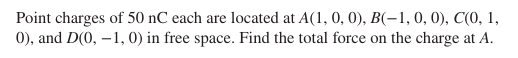 Point charges of 50 nC each are located at A(1, 0, 0), B(−1, 0, 0), C(0, 1,
0), and D(0, −1, 0) in free space. Find the total force on the charge at A.